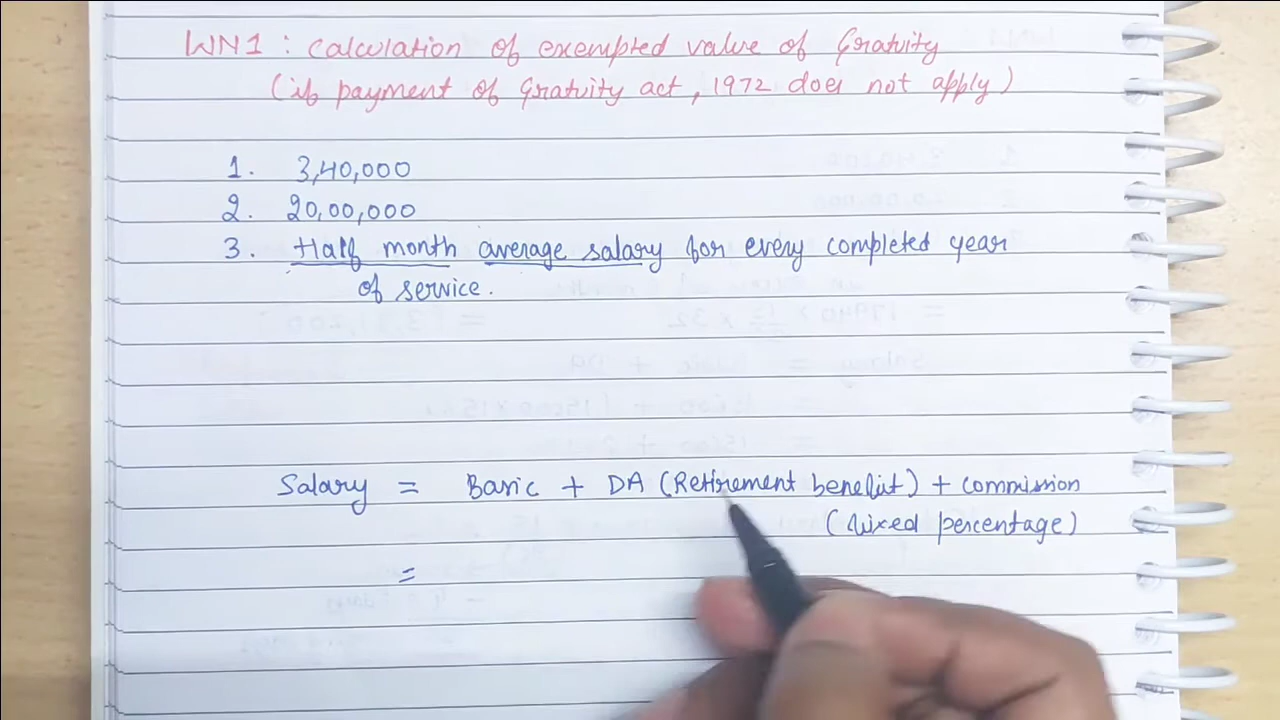 WN1 : Calculation of exempted value of Gratuity
(if payment of Gratuity act, 1972 does not apply)
1. 3,40,000
2. 20,00,000
3. Half month average salary for every completed year
of service.
Salary = Basic + DA (Retirement benefit) + commission
(fixed percentage)
=